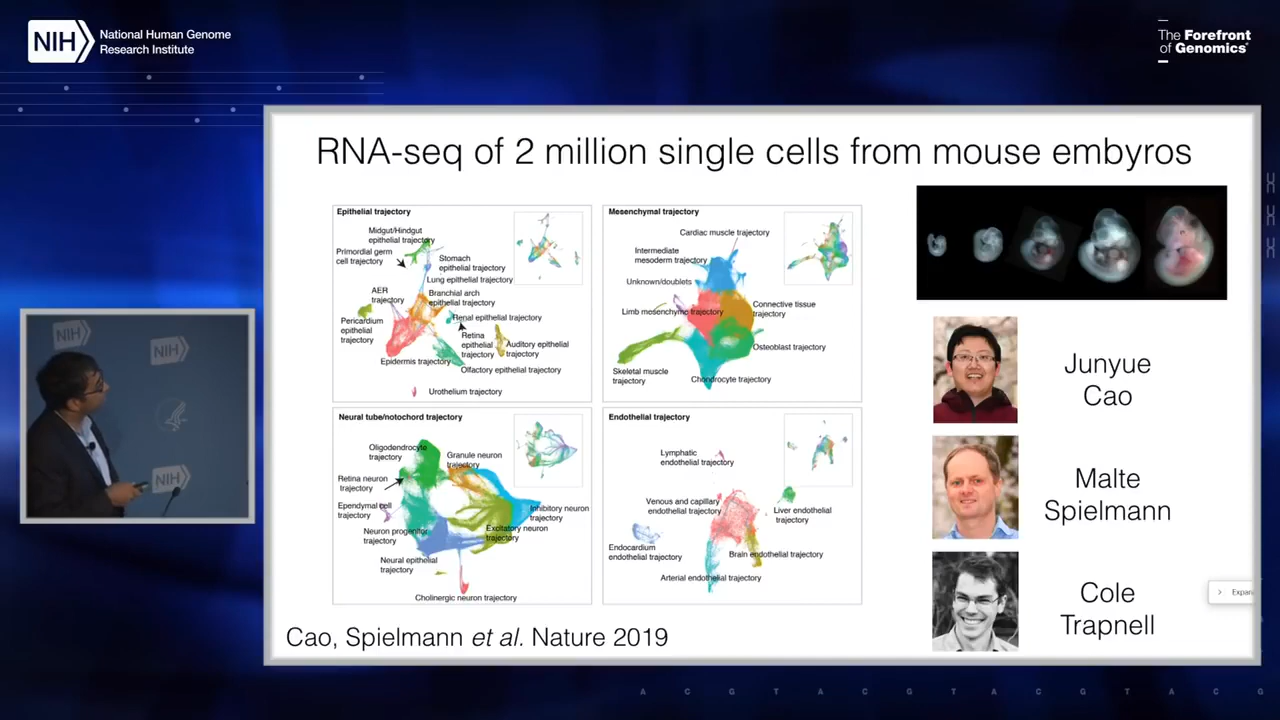 NIH
National Human Genome
Research Institute
The Forefront
of Genomics
RNA-seq of 2 million single cells from mouse embyros
Epithelial trajectory
Midgut/Hindgut
epithelial trajectory
Primordial germ
cell trajectory
Stomach
epithelial trajectory
Lung epithelial trajectory
AER
trajectory
Branchial arch
epithelial trajectory
Pericardium
epithelial
trajectory
Renal epithelial trajectory
Retina
epithelial
trajectory
Auditory epithelial
trajectory
Epidermis trajectory
Olfactory epithelial trajectory
Urothelium trajectory
Mesenchymal trajectory
Cardiac muscle trajectory
Intermediate
mesoderm trajectory
Unknown/doublets
Limb mesenchyme trajectory
Connective tissue
trajectory
Osteoblast trajectory
Skeletal muscle
trajectory
Chondrocyte trajectory
Neural tube/notochord trajectory
Oligodendrocyte
trajectory
Granule neuron
trajectory
Retina neuron
trajectory
Ependymal cell
trajectory
Inhibitory neuron
trajectory
Neuron progenitor
trajectory
Excitatory neuron
trajectory
Neural epithelial
trajectory
Cholinergic neuron trajectory
Endothelial trajectory
Lymphatic
endothelial trajectory
Venous and capillary
endothelial trajectory
Liver endothelial
trajectory
Endocardium
endothelial trajectory
Brain endothelial trajectory
Arterial endothelial trajectory
Junyue
Cao
Malte
Spielmann
Cole
Trapnell
Cao, Spielmann et al. Nature 2019
NIH
NIH
NIH
A C G T A C G T A C G T A C G